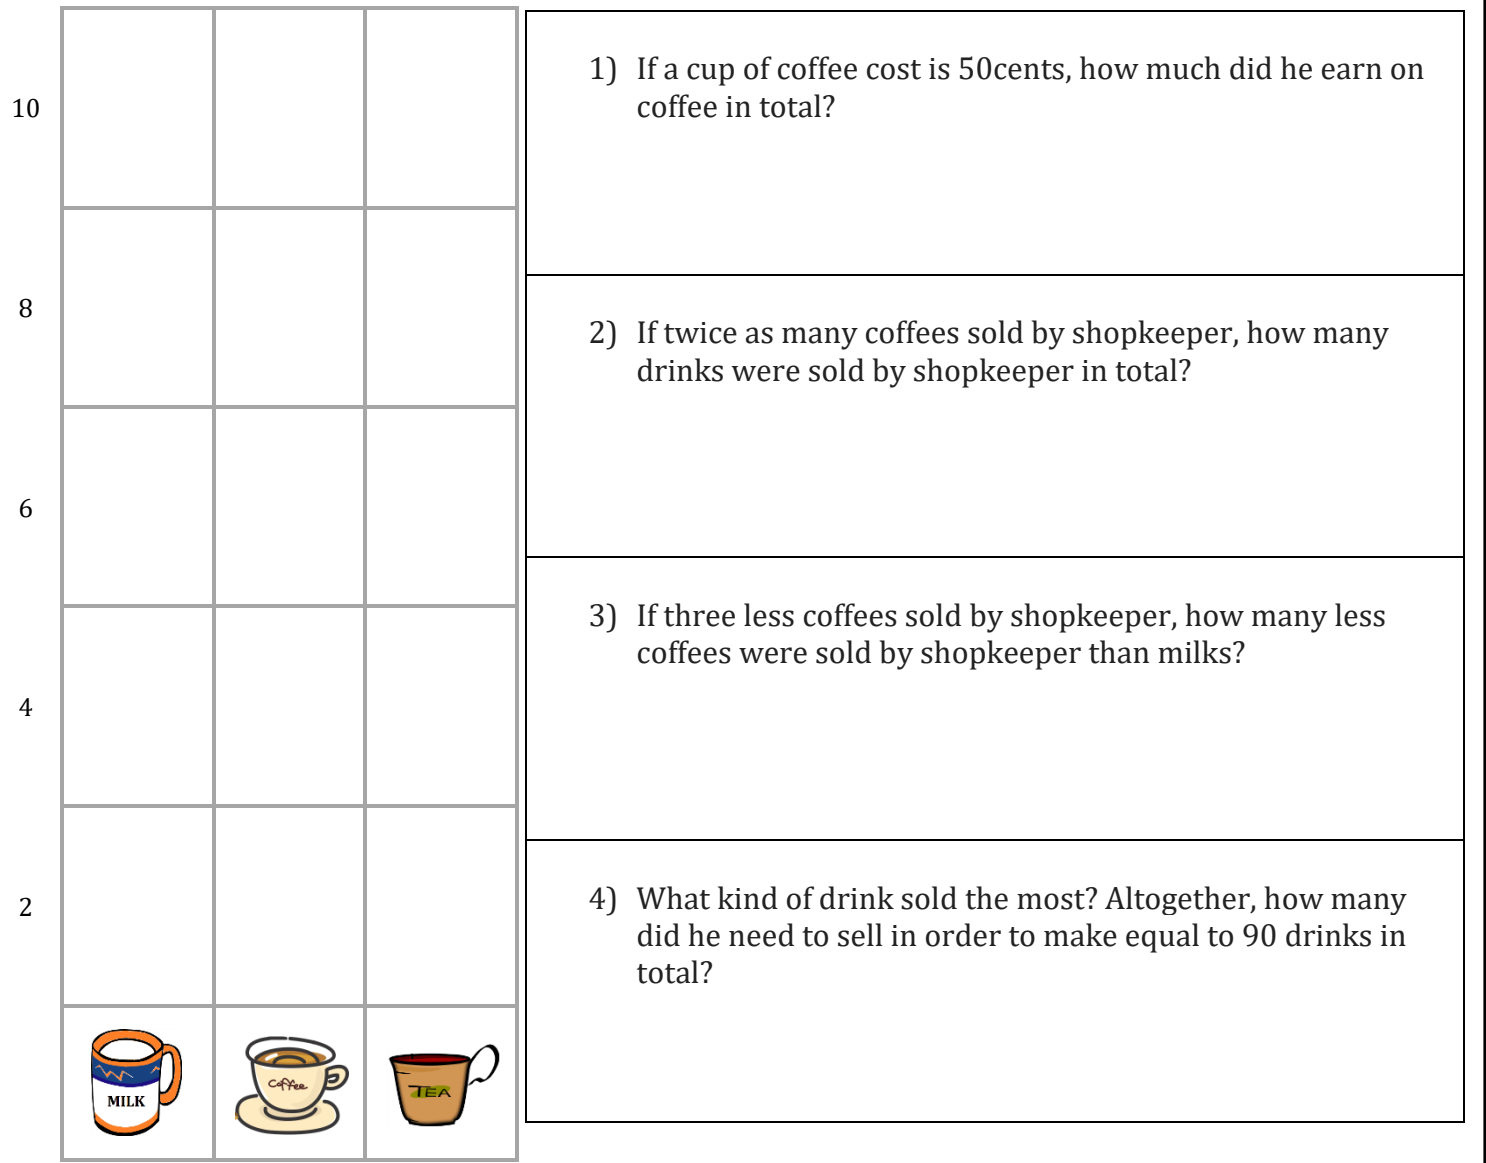 10
8
6
4
2
MILK
Coffee
TEA
1) If a cup of coffee cost is 50cents, how much did he earn on
coffee in total?
2) If twice as many coffees sold by shopkeeper, how many
drinks were sold by shopkeeper in total?
3) If three less coffees sold by shopkeeper, how many less
coffees were sold by shopkeeper than milks?
4) What kind of drink sold the most? Altogether, how many
did he need to sell in order to make equal to 90 drinks in
total?